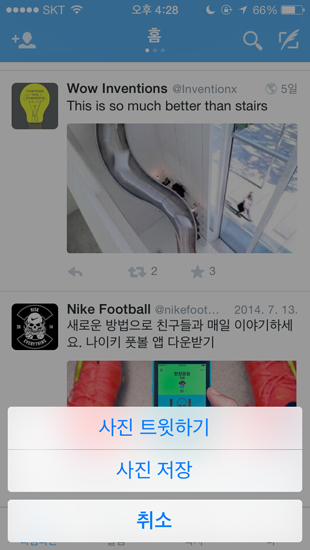 SKT 오후 4:28 66%
홈
Wow Inventions @Inventionx 5일
This is so much better than stairs
2 3
Nike Football @nikefoot... 2014. 7. 13.
새로운 방법으로 친구들과 매일 이야기하세
요. 나이키 풋볼 앱 다운받기
사진 트윗하기
사진 저장
취소